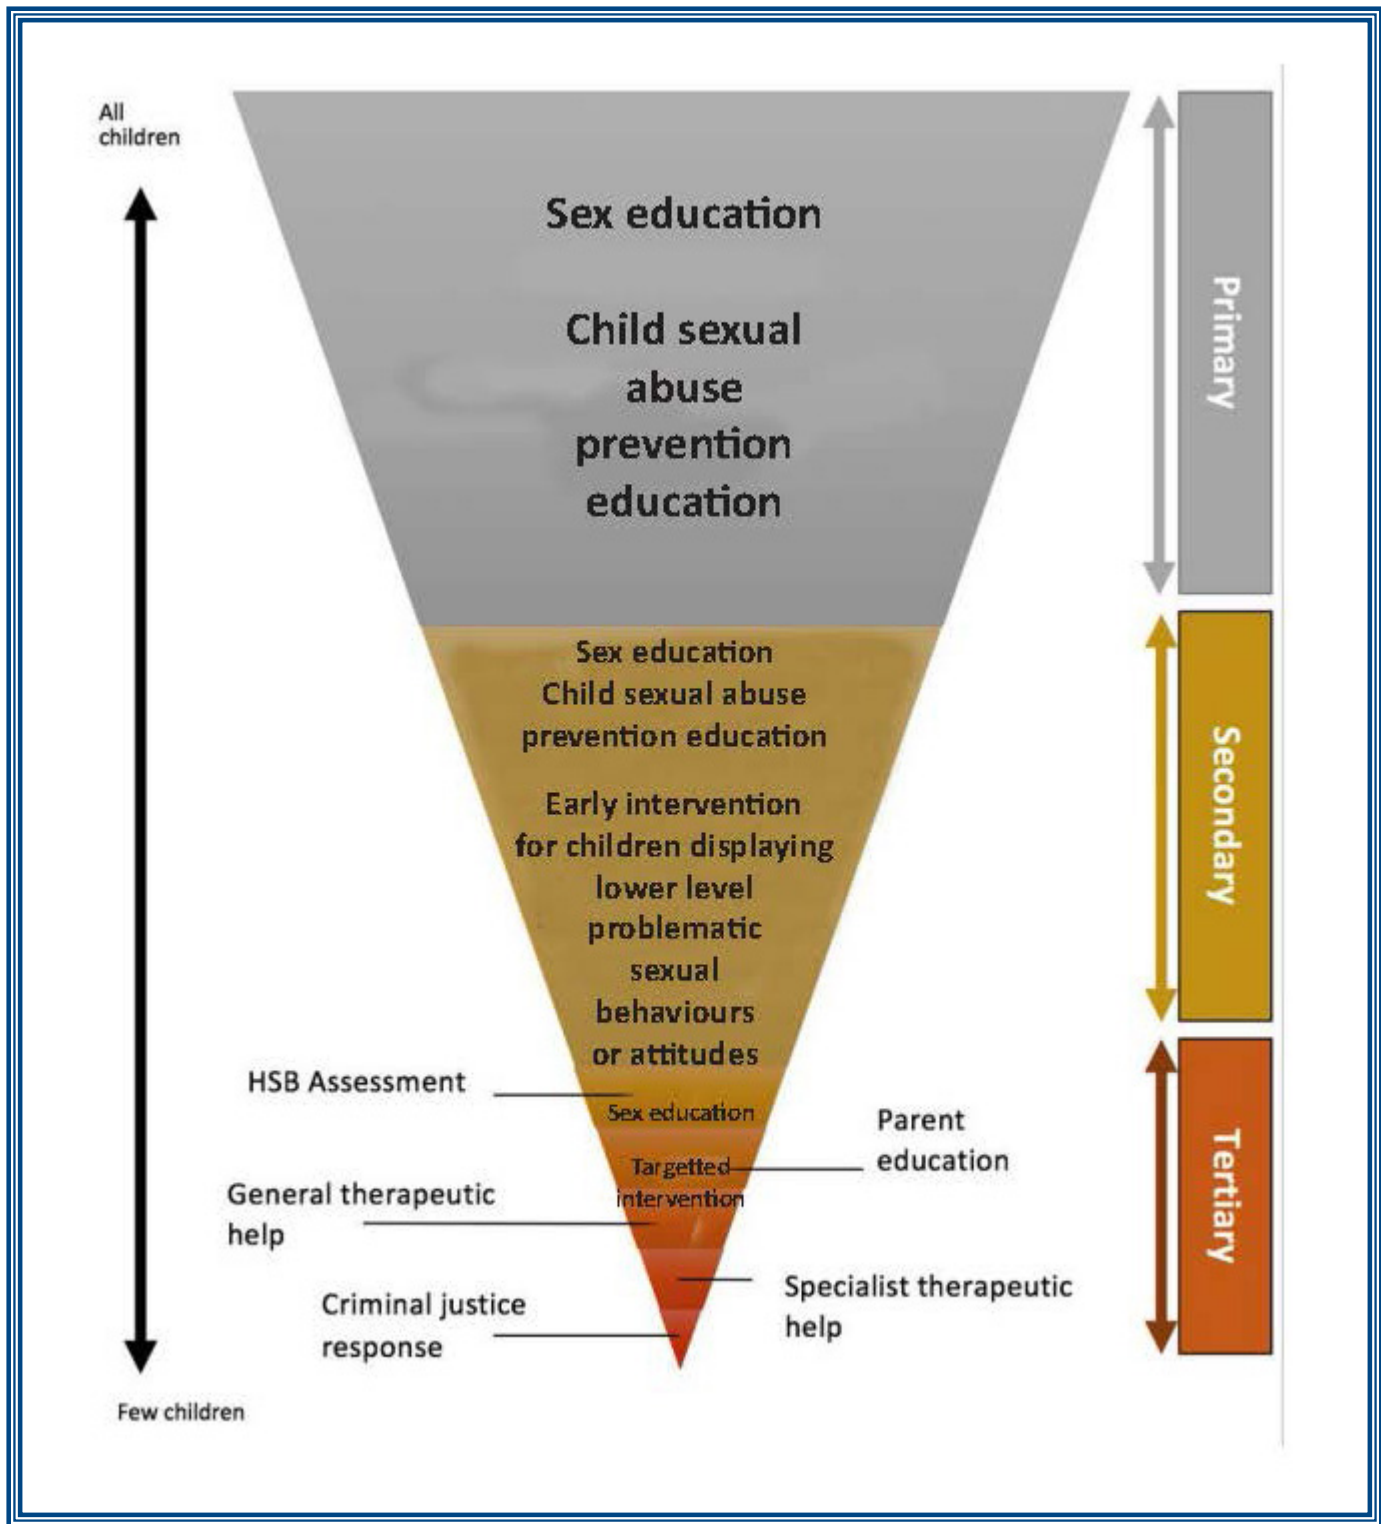 All
children
Sex education
Child sexual
abuse
prevention
education
Primary
Sex education
Child sexual abuse
prevention education
Early intervention
for children displaying
lower level
problematic
sexual
behaviours
or attitudes
Secondary
HSB Assessment
Sex education
Parent
education
Targetted
intervention
General therapeutic
help
Specialist therapeutic
help
Criminal justice
response
Tertiary
Few children